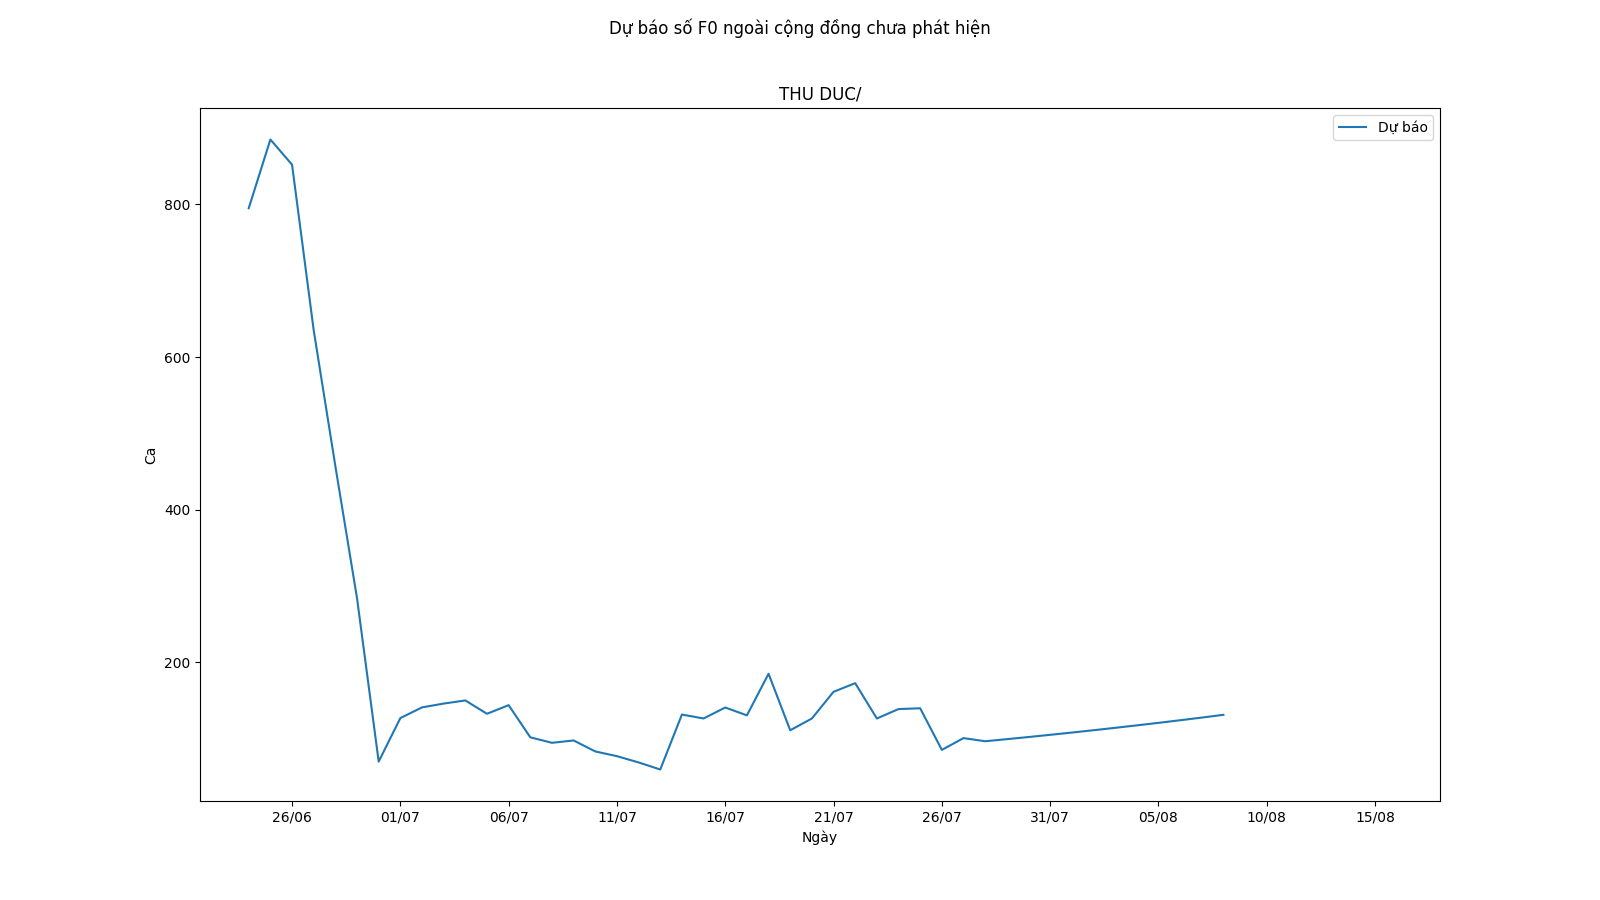 Dự báo số F0 ngoài cộng đồng chưa phát hiện
THU DUC/
Dự báo
800
600
400
200
Ca
26/06 01/07 06/07 11/07 16/07 21/07 26/07 31/07 05/08 10/08 15/08
Ngày